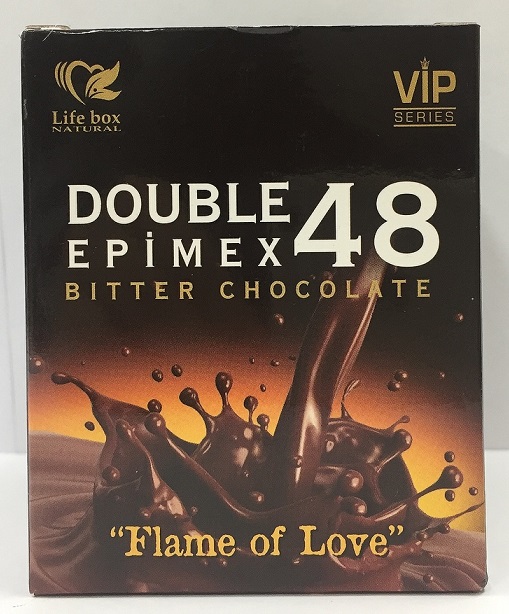 Life box
NATURAL
VİP
SERIES
DOUBLE 48
EPİMEX
BITTER CHOCOLATE
“Flame of Love”